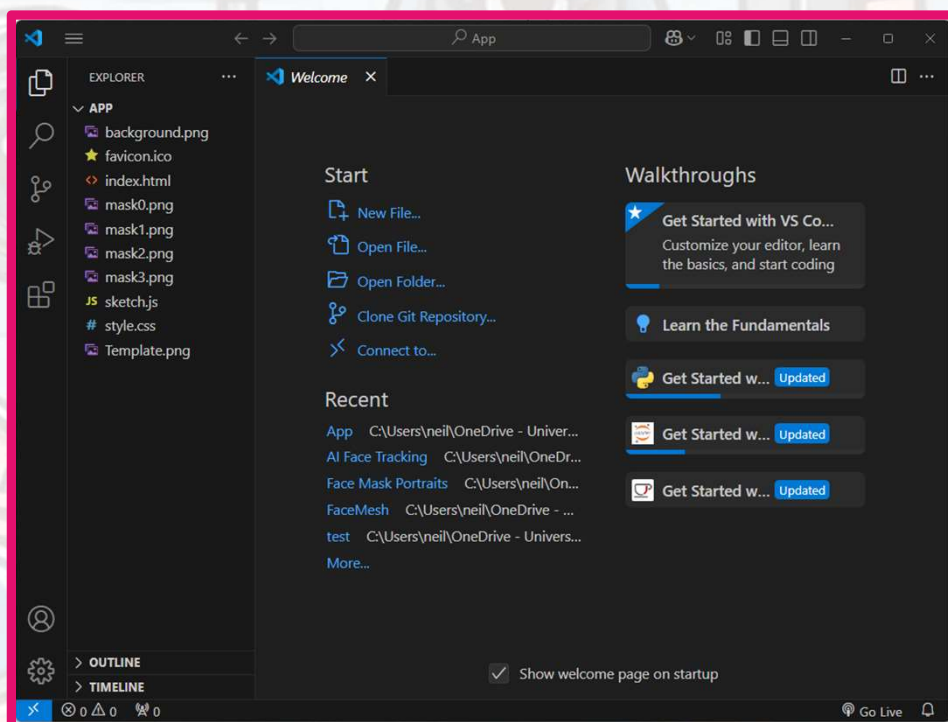 App
EXPLORER
APP
background.png
favicon.ico
index.html
mask0.png
mask1.png
mask2.png
mask3.png
JS sketch.js
# style.css
Template.png
OUTLINE
TIMELINE
Welcome
Start
New File...
Open File...
Open Folder...
Clone Git Repository...
Connect to...
Recent
App C:\Users\neil\OneDrive - Univer...
AI Face Tracking C:\Users\neil\OneDr...
Face Mask Portraits C:\Users\neil\On...
FaceMesh C:\Users\neil\OneDrive - ...
test C:\Users\neil\OneDrive - Univers...
More...
Walkthroughs
Get Started with VS Co...
Customize your editor, learn
the basics, and start coding
Learn the Fundamentals
Get Started w... Updated
Get Started w... Updated
Get Started w... Updated
Show welcome page on startup
0 0 0
Go Live